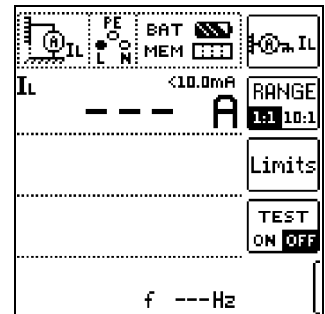 A IL
PE
L N
BAT
MEM
A IL
IL <10.0mA
--- A
RANGE
1:1 10:1
Limits
TEST
ON OFF
f ---Hz